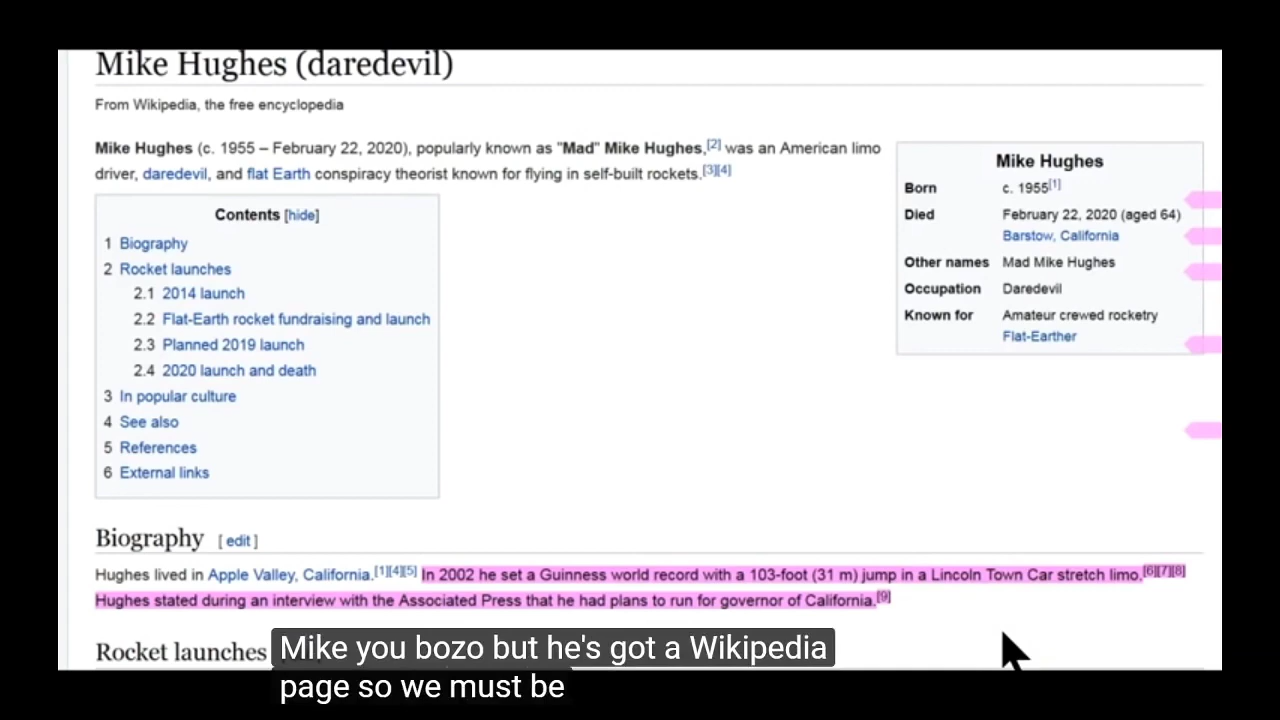 Mike Hughes (daredevil)
From Wikipedia, the free encyclopedia
Mike Hughes (c. 1955 – February 22, 2020), popularly known as "Mad" Mike Hughes,[2] was an American limo
driver, daredevil, and flat Earth conspiracy theorist known for flying in self-built rockets.[3][4]
Contents [hide]
1 Biography
2 Rocket launches
2.1 2014 launch
2.2 Flat-Earth rocket fundraising and launch
2.3 Planned 2019 launch
2.4 2020 launch and death
3 In popular culture
4 See also
5 References
6 External links
Mike Hughes
Born c. 1955[1]
Died February 22, 2020 (aged 64)
Barstow, California
Other names Mad Mike Hughes
Occupation Daredevil
Known for Amateur crewed rocketry
Flat-Earther
Biography [ edit ]
Hughes lived in Apple Valley, California.[1][4][5] In 2002 he set a Guinness world record with a 103-foot (31 m) jump in a Lincoln Town Car stretch limo.[6][7][8]
Hughes stated during an interview with the Associated Press that he had plans to run for governor of California.[9]
Rocket launches
Mike you bozo but he's got a Wikipedia
page so we must be